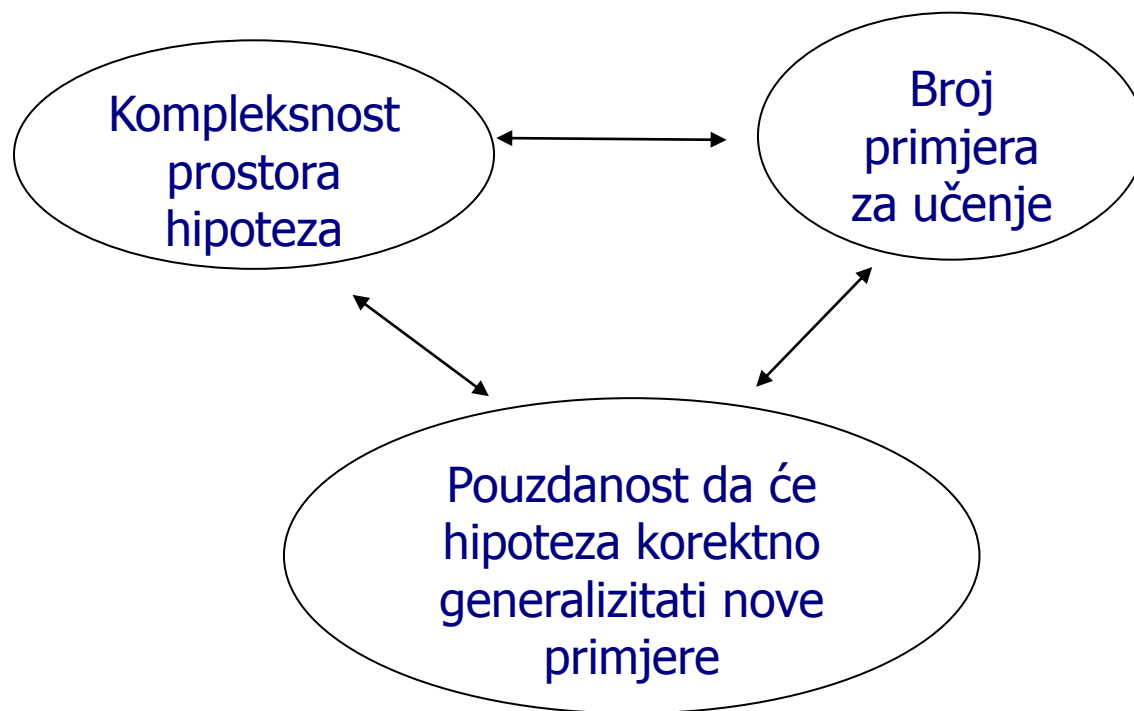 Kompleksnost
prostora
hipoteza
Broj
primjera
za učenje
Pouzdanost da će
hipoteza korektno
generalizitati nove
primjere